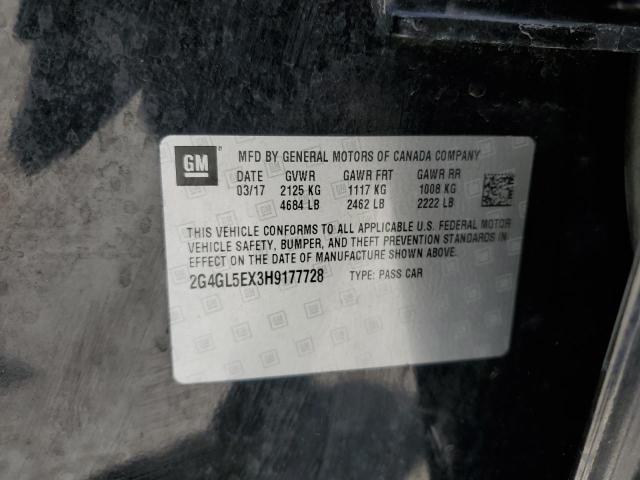 GM
MFD BY GENERAL MOTORS OF CANADA COMPANY
DATE GVWR GAWR FRT GAWR RR
03/17 2125 KG 1117 KG 1008 KG
4684 LB 2462 LB 2222 LB
THIS VEHICLE CONFORMS TO ALL APPLICABLE U.S. FEDERAL MOTOR
VEHICLE SAFETY, BUMPER, AND THEFT PREVENTION STANDARDS IN
EFFECT ON THE DATE OF MANUFACTURE SHOWN ABOVE.
2G4GL5EX3H9177728 TYPE: PASS CAR